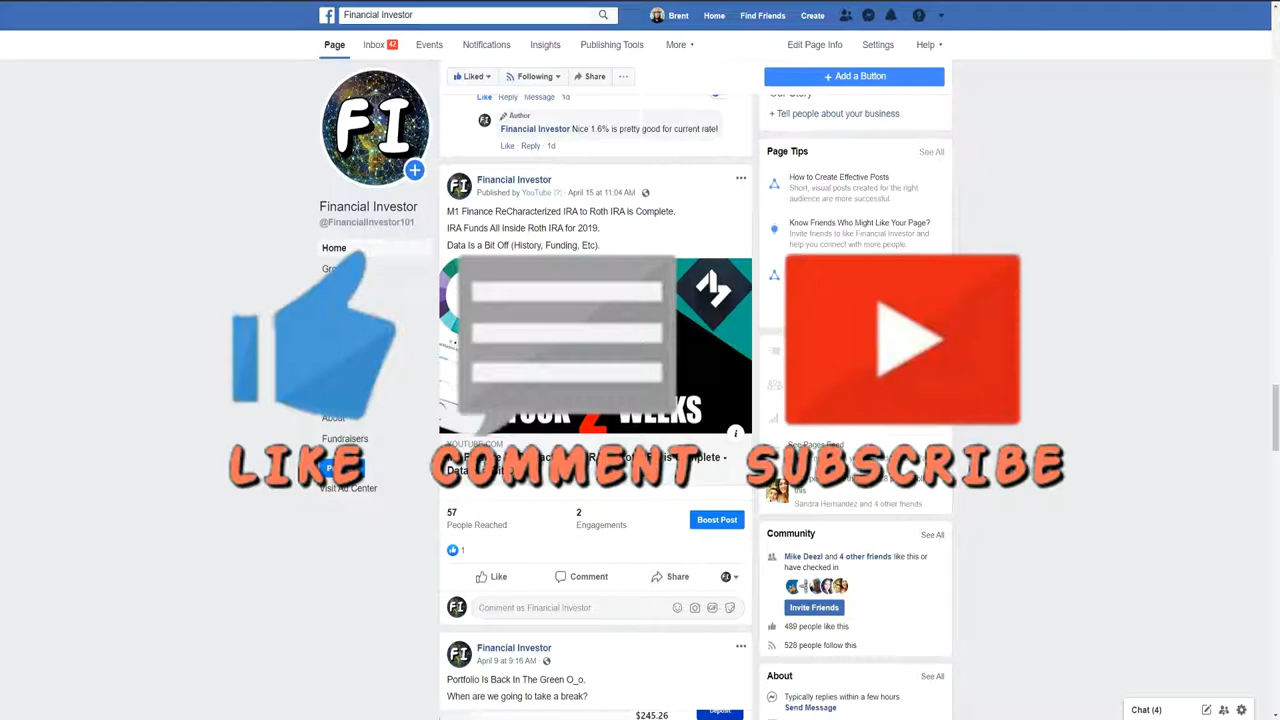 Financial Investor
Brent Home Find Friends Create
Page Inbox 42 Events Notifications Insights Publishing Tools More Edit Page Info Settings Help
FI
Financial Investor
@FinancialInvestor101
Home
About
Fundraisers
Visit Ad Center
Liked Following Share ...
+ Add a Button
Like Reply Message 1d
Author
Financial Investor Nice 1.6% is pretty good for current rate!
Like · Reply · 1d
Financial Investor
Published by YouTube [?] · April 15 at 11:04 AM
M1 Finance ReCharacterized IRA to Roth IRA is Complete.
IRA Funds All Inside Roth IRA for 2019.
Data Is a Bit Off (History, Funding, Etc).
2 WEEKS
YOUTUBE.COM
LIKE COMMENT SUBSCRIBE
57
People Reached
2
Engagements
Boost Post
1
Like Comment Share
Comment as Financial Investor ...
GIF
Financial Investor
April 9 at 9:16 AM
Portfolio Is Back In The Green O_o.
When are we going to take a break?
$245.26
Deposit
Our Story
+ Tell people about your business
Page Tips See All
How to Create Effective Posts
Short, visual posts created for the
right audience are more successful.
Know Friends Who Might Like Your Page?
Invite friends to like Financial Investor and
help you connect with more people.
See Pages Feed
this
Sandra Hernandez and 4 other friends
Community See All
Mike Deezl and 4 other friends like this or
have checked in
Invite Friends
489 people like this
528 people follow this
About See All
Typically replies within a few hours
Send Message
Chat (4)